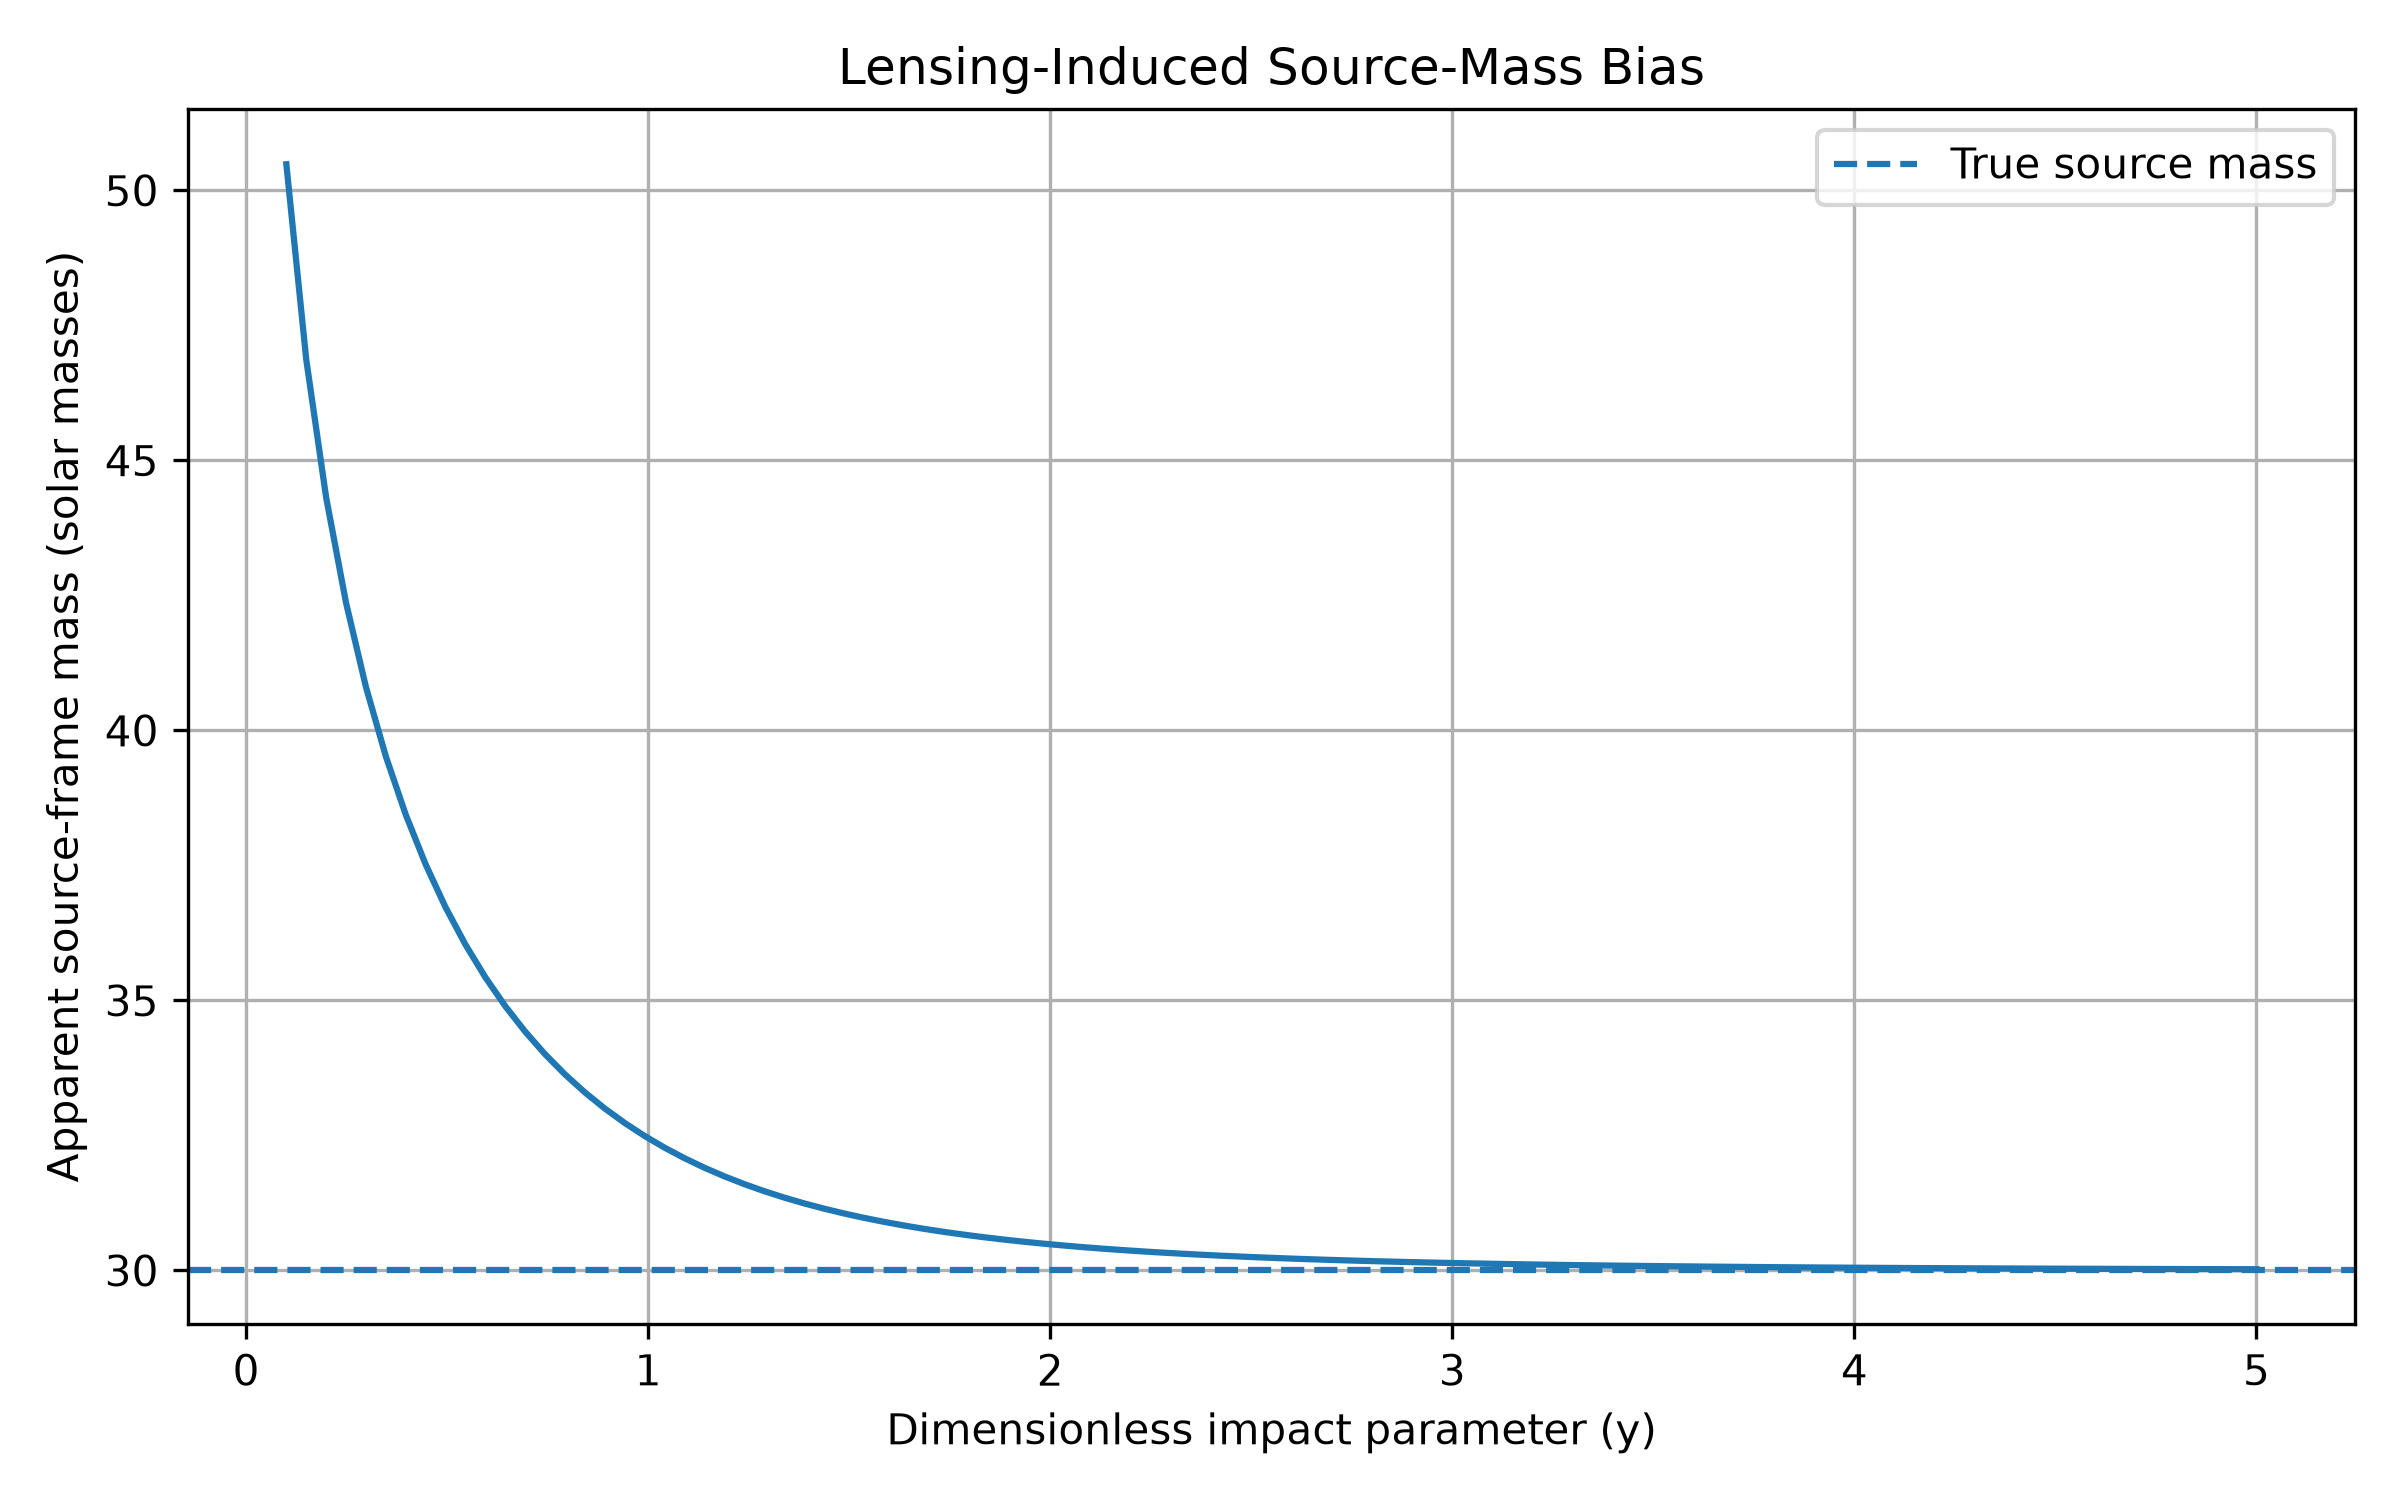 Lensing-Induced Source-Mass Bias
True source mass
Apparent source-frame mass (solar masses)
50
45
40
35
30
0 1 2 3 4 5
Dimensionless impact parameter (y)